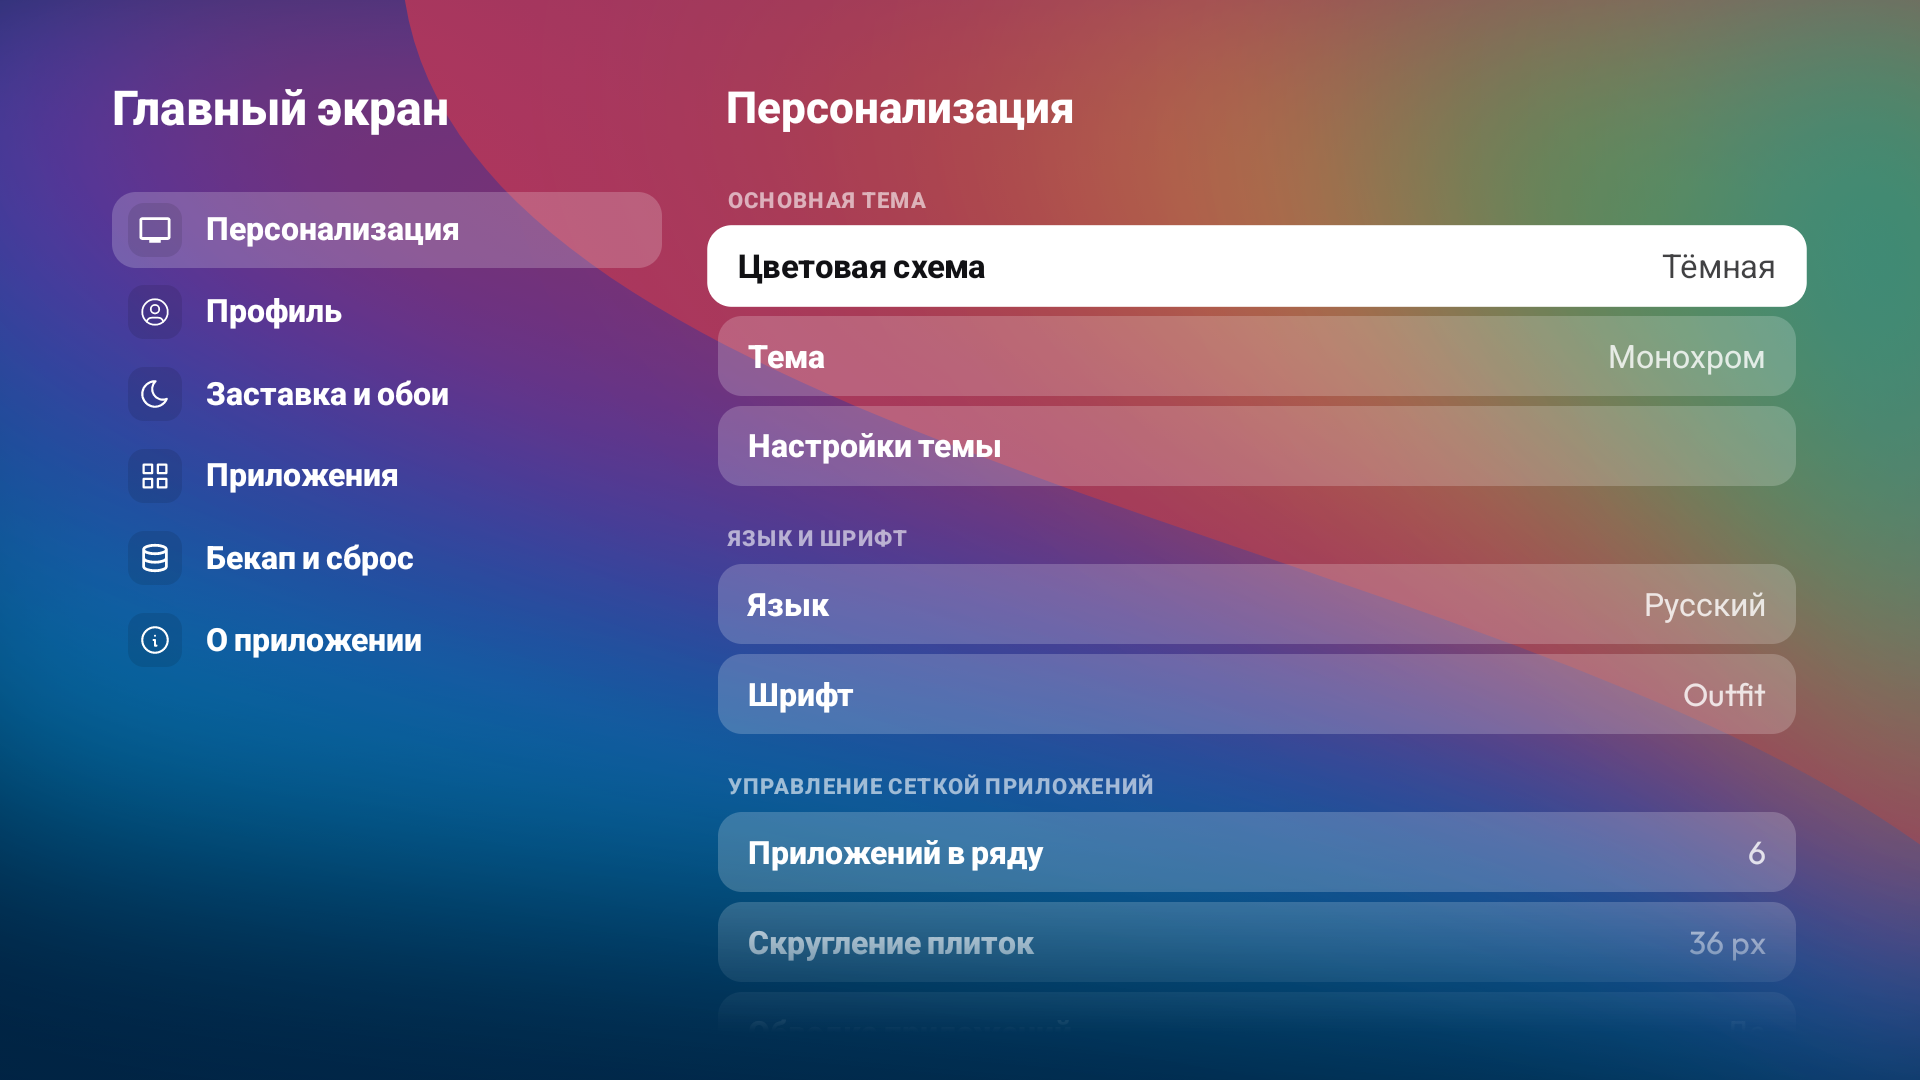 Главный экран
Персонализация
Профиль
Заставка и обои
Приложения
Бекап и сброс
О приложении
Персонализация
ОСНОВНАЯ ТЕМА
Цветовая схема Тёмная
Тема Монохром
Настройки темы
ЯЗЫК И ШРИФТ
Язык Русский
Шрифт Outfit
УПРАВЛЕНИЕ СЕТКОЙ ПРИЛОЖЕНИЙ
Приложений в ряду 6
Скругление плиток 36 px